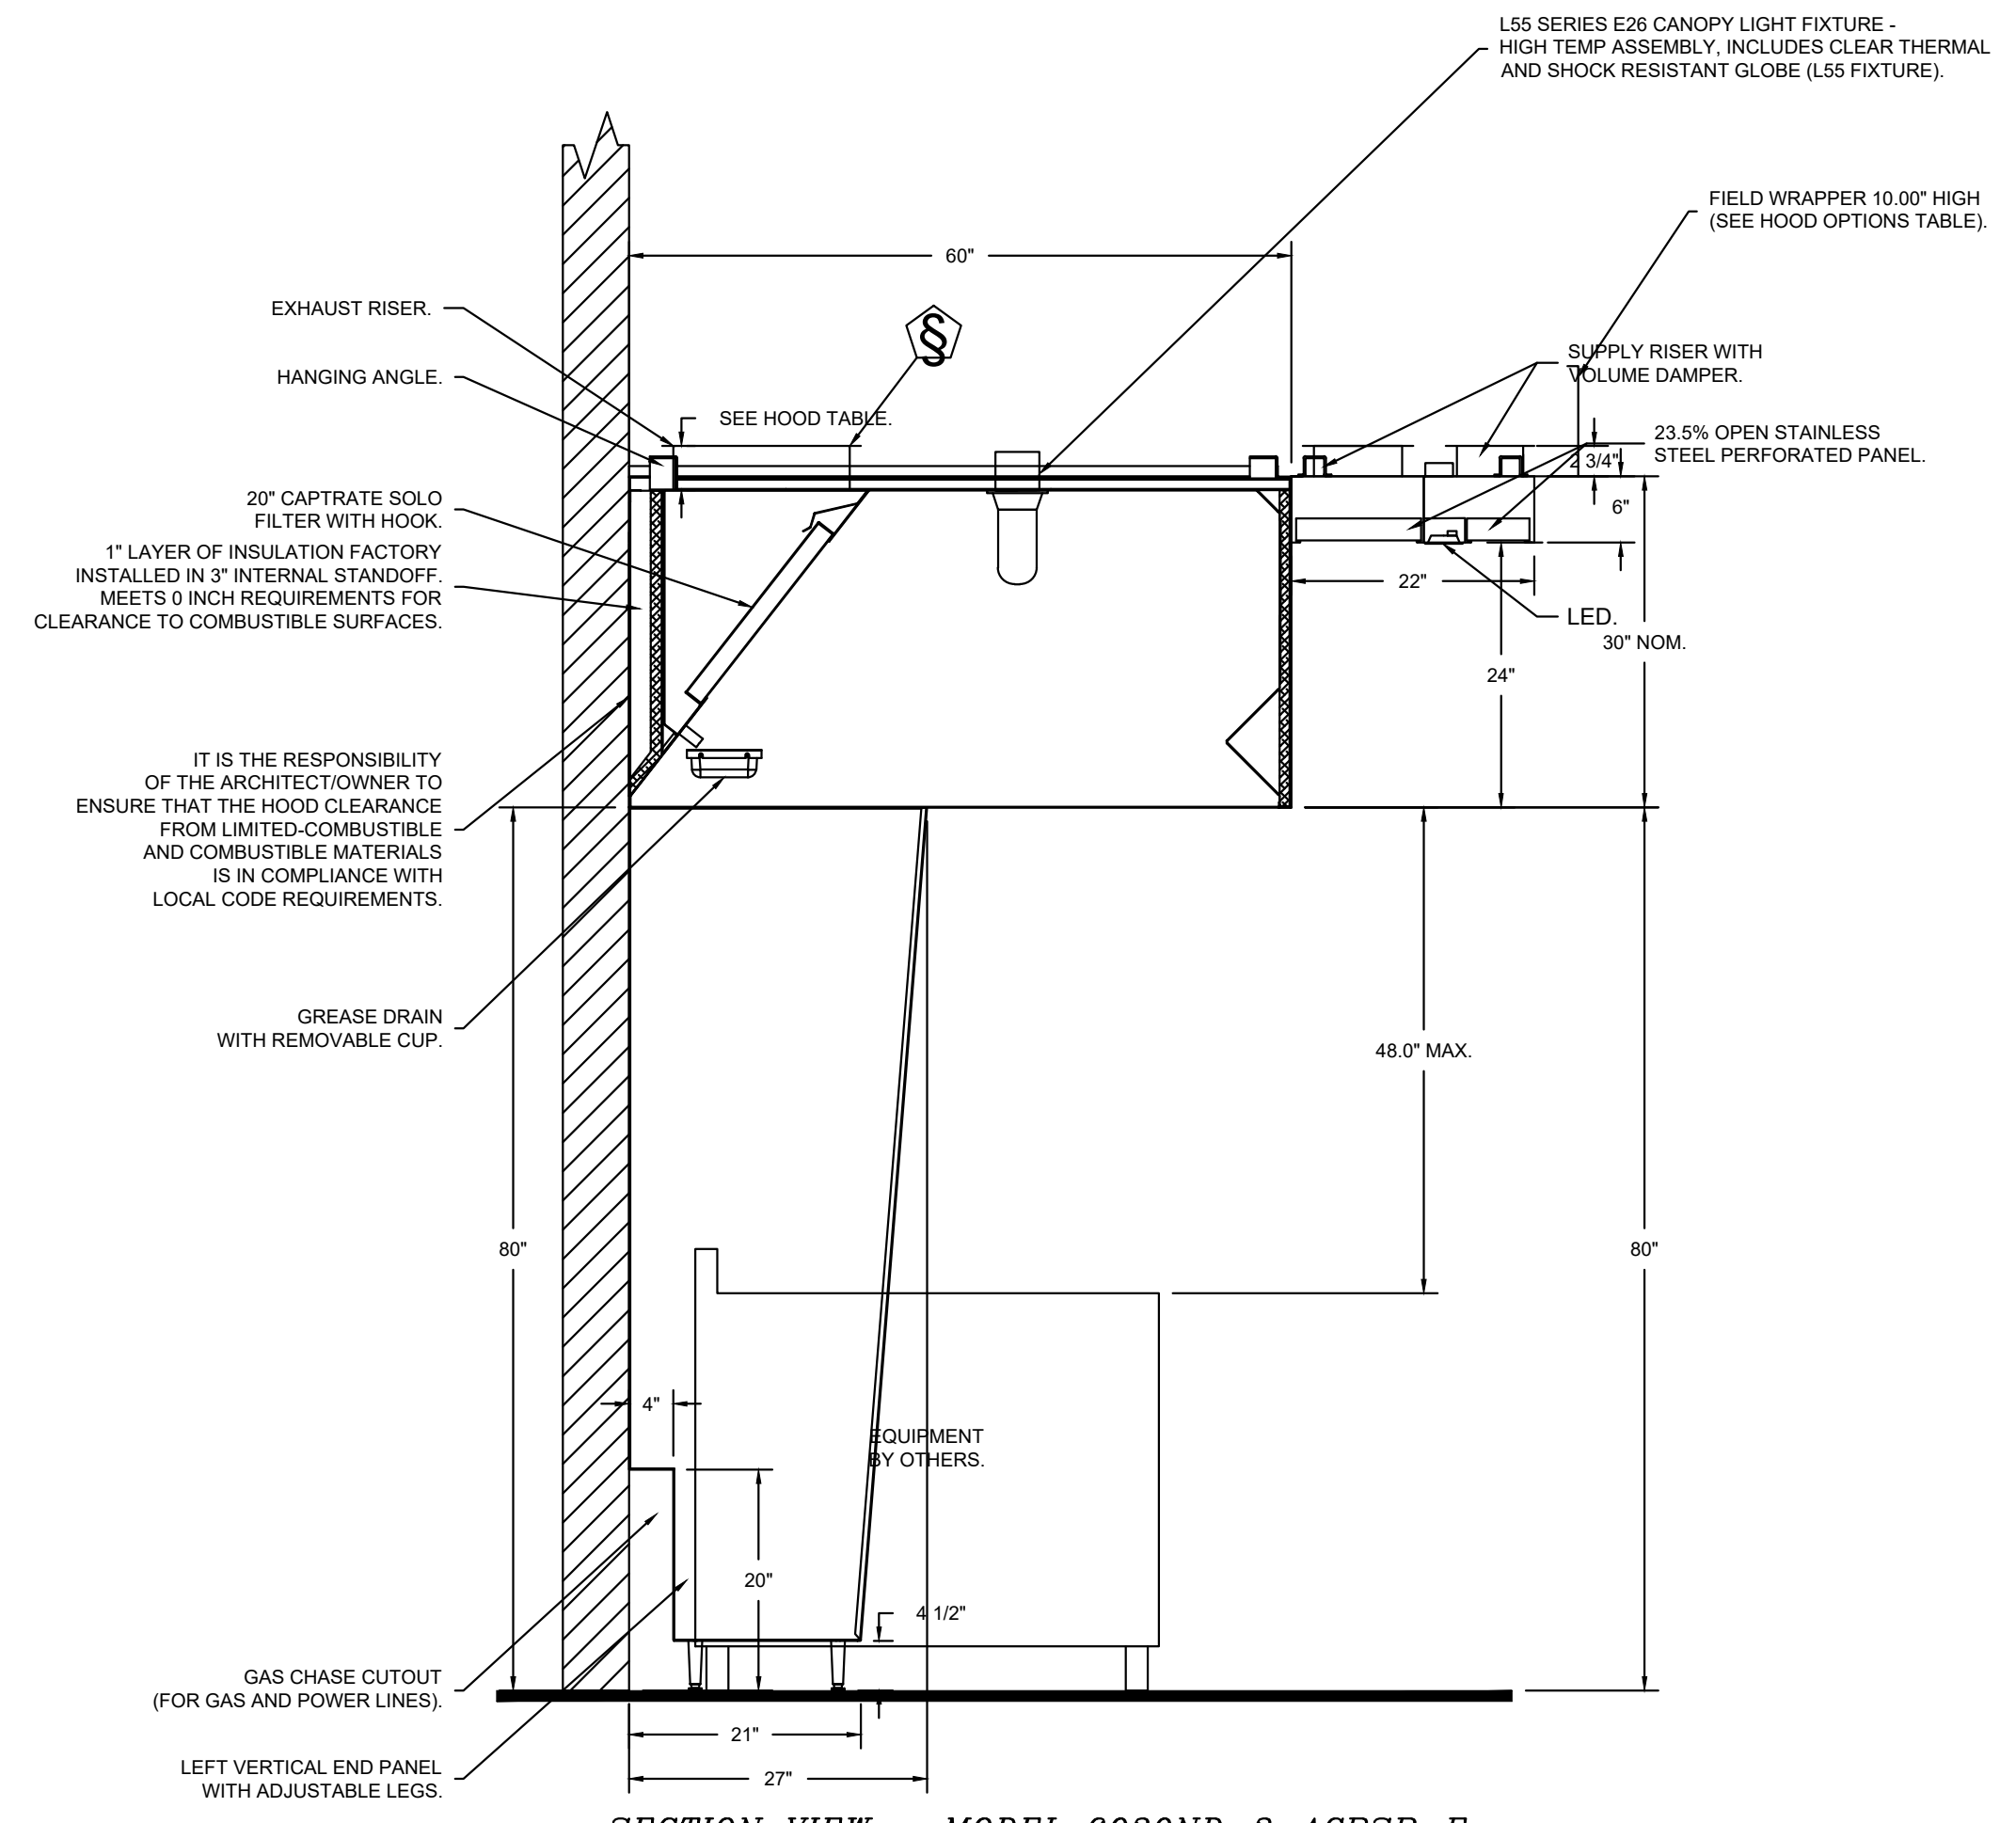 L55 SERIES E26 CANOPY LIGHT FIXTURE -
HIGH TEMP ASSEMBLY, INCLUDES CLEAR THERMAL
AND SHOCK RESISTANT GLOBE (L55 FIXTURE).
FIELD WRAPPER 10.00" HIGH
(SEE HOOD OPTIONS TABLE).
60"
EXHAUST RISER.
§
HANGING ANGLE.
SUPPLY RISER WITH
VOLUME DAMPER.
SEE HOOD TABLE.
23.5% OPEN STAINLESS
STEEL PERFORATED PANEL.
2 3/4"
6"
20" CAPTRATE SOLO
FILTER WITH HOOK.
1" LAYER OF INSULATION FACTORY
INSTALLED IN 3" INTERNAL STANDOFF.
MEETS 0 INCH REQUIREMENTS FOR
CLEARANCE TO COMBUSTIBLE SURFACES.
22"
LED.
30" NOM.
24"
IT IS THE RESPONSIBILITY
OF THE ARCHITECT/OWNER TO
ENSURE THAT THE HOOD CLEARANCE
FROM LIMITED-COMBUSTIBLE
AND COMBUSTIBLE MATERIALS
IS IN COMPLIANCE WITH
LOCAL CODE REQUIREMENTS.
GREASE DRAIN
WITH REMOVABLE CUP.
48.0" MAX.
80"
80"
4"
EQUIPMENT
BY OTHERS.
20"
4 1/2"
GAS CHASE CUTOUT
(FOR GAS AND POWER LINES).
21"
LEFT VERTICAL END PANEL
WITH ADJUSTABLE LEGS.
27"
SECTION VIEW - MODEL